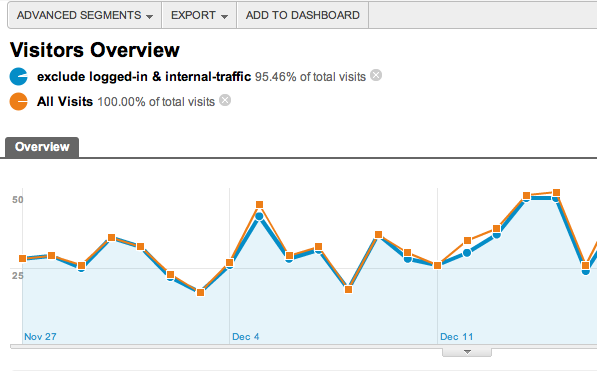 ADVANCED SEGMENTS EXPORT ADD TO DASHBOARD
Visitors Overview
exclude logged-in & internal-traffic 95.46% of total visits
All Visits 100.00% of total visits
Overview
50
25
Nov 27 Dec 4 Dec 11